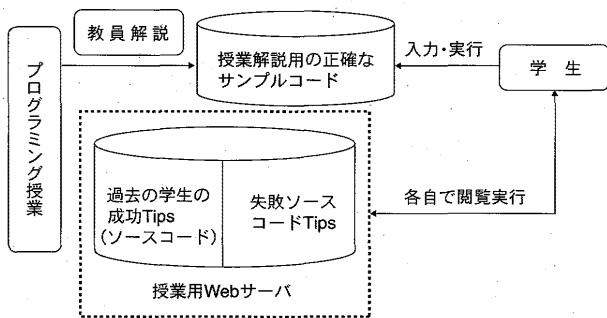 教員解説
プログラミング授業
授業解説用の正確な
サンプルコード
入力・実行
学 生
過去の学生の
成功Tips
(ソースコード)
失敗ソース
コードTips
各自で閲覧実行
授業用Webサーバ